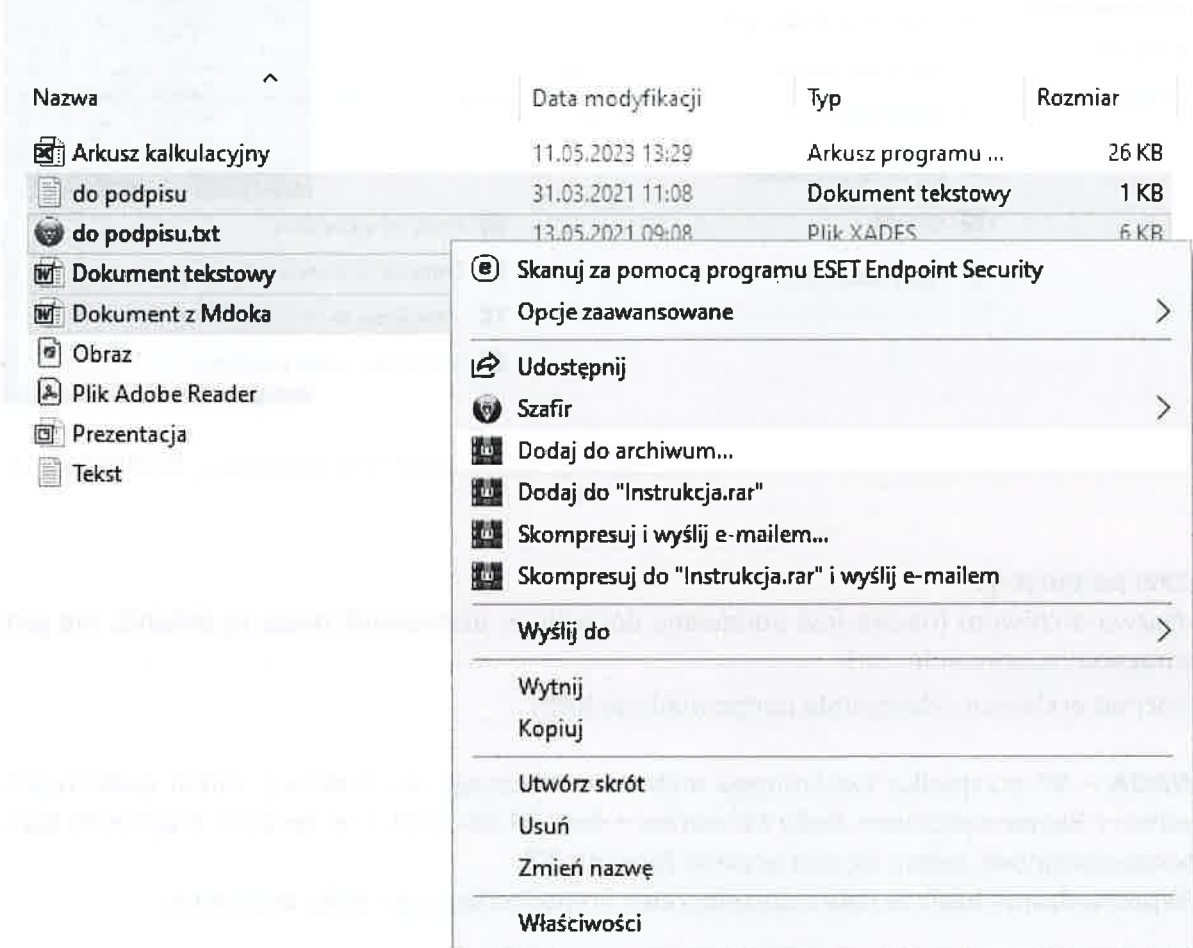 Nazwa Data modyfikacji Typ Rozmiar
Arkusz kalkulacyjny 11.05.2023 13:29 Arkusz programu ... 26 KB
do podpisu 31.03.2021 11:08 Dokument tekstowy 1 KB
do podpisu.txt 13.05.2021 09:08 Plik XADES 6 KB
Dokument tekstowy
Dokument z Mdoka
Obraz
Plik Adobe Reader
Prezentacja
Tekst
Skanuj za pomocą programu ESET Endpoint Security
Opcje zaawansowane
Udostępnij
Szafir
Dodaj do archiwum...
Dodaj do "Instrukcja.rar"
Skompresuj i wyślij e-mailem...
Skompresuj do "Instrukcja.rar" i wyślij e-mailem
Wyślij do
Wytnij
Kopiuj
Utwórz skrót
Usuń
Zmień nazwę
Właściwości